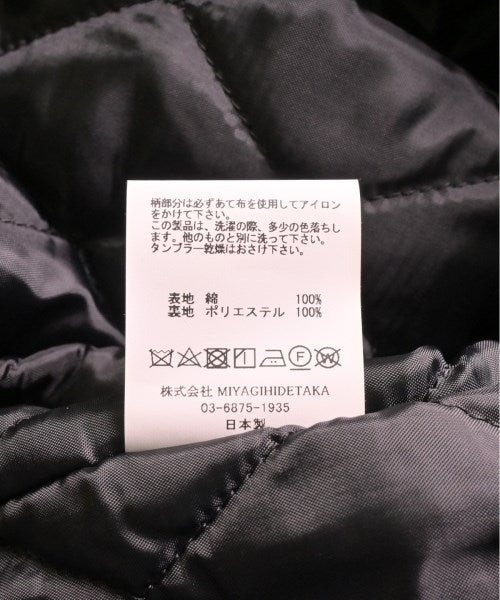 柄部分は必ずあて布を使用してアイロン
をかけて下さい。
この製品は、洗濯の際、多少の色落ちし
ます。他のものと別に洗って下さい。
タンブラー乾燥はおさけ下さい。
表地 綿 100%
裏地 ポリエステル 100%
株式会社 MIYAGIHIDETAKA
03-6875-1935
日本製